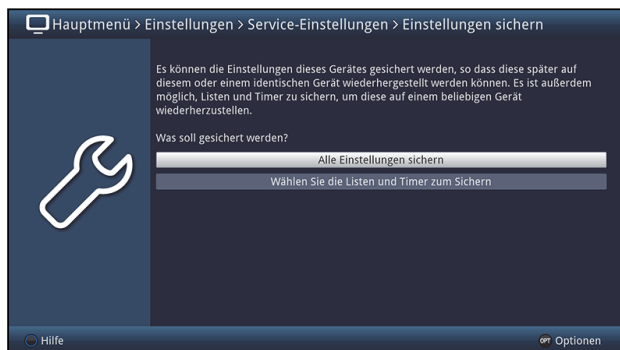 Hauptmenü > Einstellungen > Service-Einstellungen > Einstellungen sichern
Es können die Einstellungen dieses Gerätes gesichert werden, so dass diese später auf
diesem oder einem identischen Gerät wiederhergestellt werden können. Es ist außerdem
möglich, Listen und Timer zu sichern, um diese auf einem beliebigen Gerät
wiederherzustellen.
Was soll gesichert werden?
Alle Einstellungen sichern
Wählen Sie die Listen und Timer zum Sichern
Hilfe
OPT Optionen